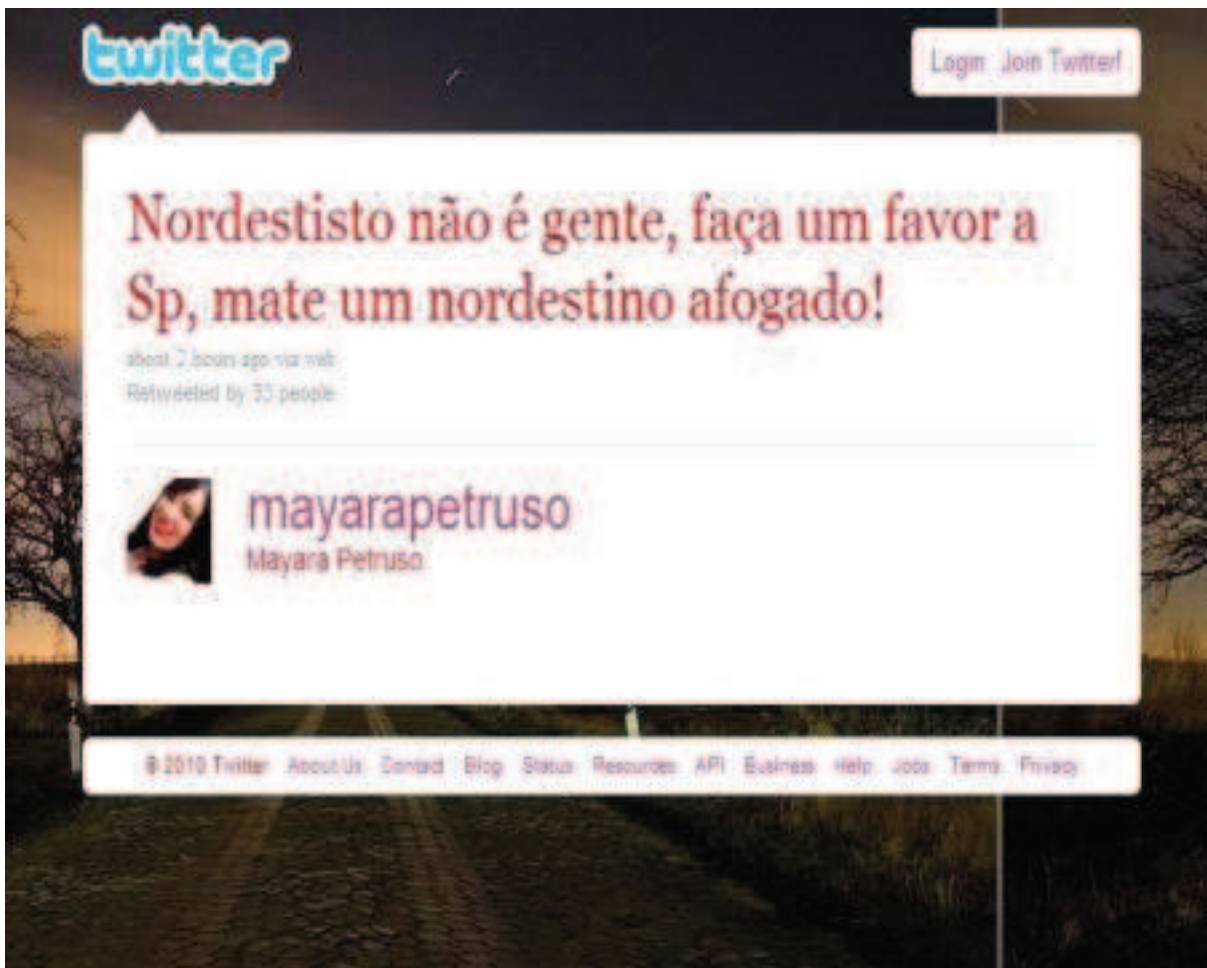 twitter
Login Join Twitter!
Nordestisto não é gente, faça um favor a
Sp, mate um nordestino afogado!
about 2 hours ago via web
Retweeted by 33 people
mayarapetruso
Mayara Petruso
© 2010 Twitter About Us Contact Blog Status Resources API Business Help Jobs Terms Privacy